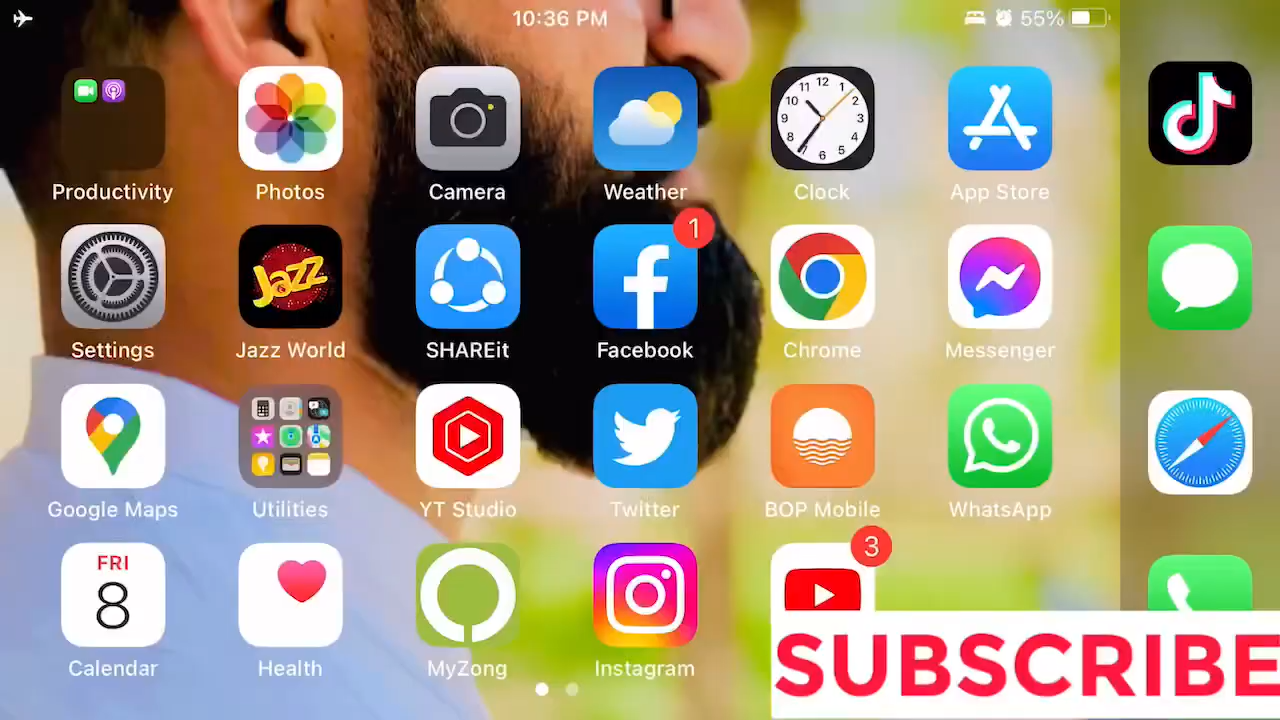 10:36 PM 55%
Productivity Photos Camera Weather Clock App Store
1
Settings Jazz World SHAREit Facebook Chrome Messenger
Google Maps Utilities YT Studio Twitter BOP Mobile WhatsApp
FRI
8
3
Calendar Health MyZong Instagram
SUBSCRIBE